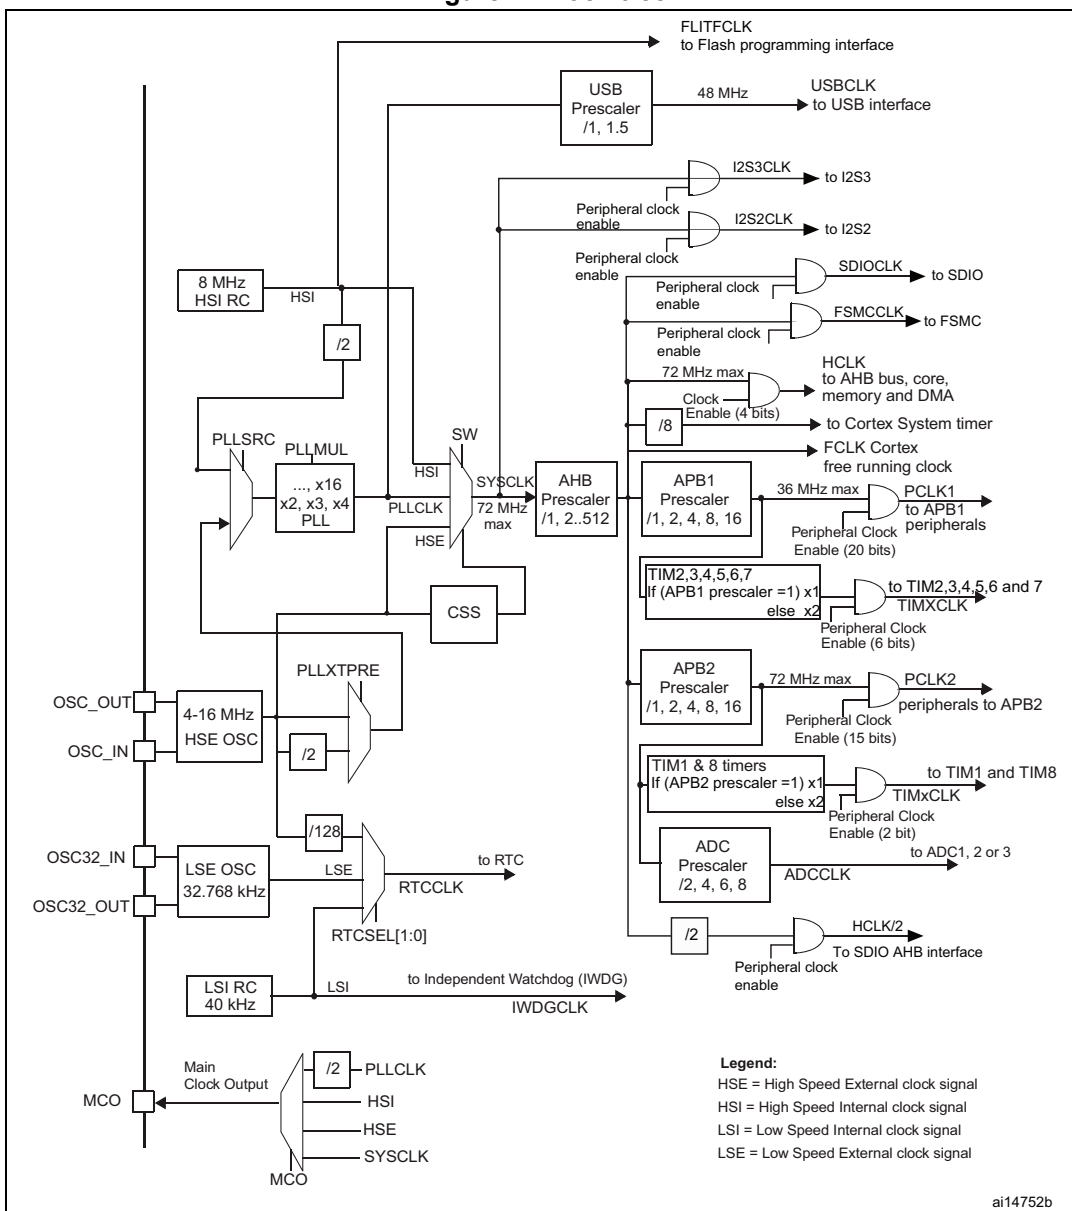 FLITFCLK
to Flash programming interface
USB
Prescaler
/1, 1.5
48 MHz
USBCLK
to USB interface
I2S3CLK
to I2S3
Peripheral clock
enable
I2S2CLK
to I2S2
Peripheral clock
enable
8 MHz
HSI RC
HSI
SDIOCLK
to SDIO
Peripheral clock
enable
FSMCCLK
to FSMC
Peripheral clock
enable
/2
HCLK
to AHB bus, core,
memory and DMA
72 MHz max
Clock
Enable (4 bits)
/8
to Cortex System timer
FCLK Cortex
free running clock
PLLSRC
PLLMUL
..., x16
x2, x3, x4
PLL
SW
HSI
PLLCLK
HSE
SYSCLK
72 MHz
max
AHB
Prescaler
/1, 2..512
APB1
Prescaler
/1, 2, 4, 8, 16
36 MHz max
PCLK1
to APB1
peripherals
Peripheral Clock
Enable (20 bits)
TIM2,3,4,5,6,7
If (APB1 prescaler =1) x1
else x2
to TIM2,3,4,5,6 and 7
TIMXCLK
Peripheral Clock
Enable (6 bits)
CSS
PLLXTPRE
OSC_OUT
OSC_IN
4-16 MHz
HSE OSC
/2
APB2
Prescaler
/1, 2, 4, 8, 16
72 MHz max
PCLK2
peripherals to APB2
Peripheral Clock
Enable (15 bits)
TIM1 & 8 timers
If (APB2 prescaler =1) x1
else x2
to TIM1 and TIM8
TIMxCLK
Peripheral Clock
Enable (2 bit)
/128
OSC32_IN
OSC32_OUT
LSE OSC
32.768 kHz
LSE
to RTC
RTCCLK
RTCSEL[1:0]
ADC
Prescaler
/2, 4, 6, 8
to ADC1, 2 or 3
ADCCLK
/2
HCLK/2
To SDIO AHB interface
Peripheral clock
enable
LSI RC
40 kHz
LSI
to Independent Watchdog (IWDG)
IWDGCLK
Main
Clock Output
MCO
/2
PLLCLK
HSI
HSE
SYSCLK
MCO
Legend:
HSE = High Speed External clock signal
HSI = High Speed Internal clock signal
LSI = Low Speed Internal clock signal
LSE = Low Speed External clock signal
ai14752b